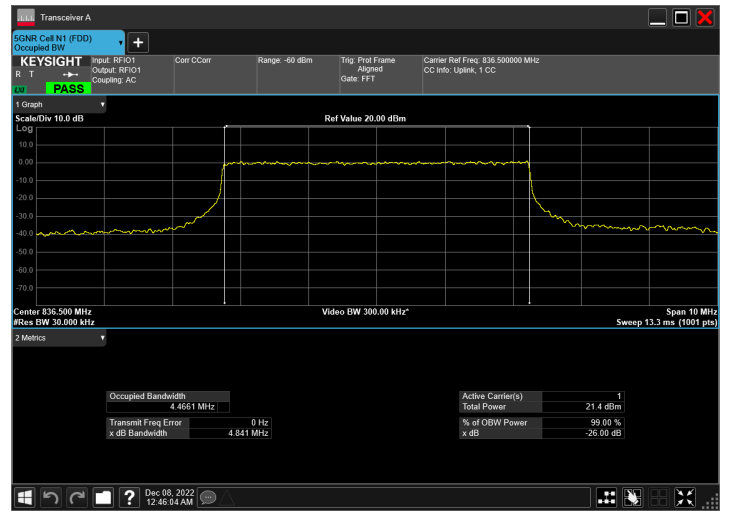 Transceiver A
5GNR Cell N1 (FDD)
Occupied BW
KEYSIGHT
R T
PASS
Input: RFIO1
Output: RFIO1
Coupling: AC
Corr CCorr
Range: -60 dBm
Trig: Prot Frame
Aligned
Gate: FFT
Carrier Ref Freq: 836.500000 MHz
CC Info: Uplink, 1 CC
1 Graph
Scale/Div 10.0 dB
Ref Value 20.00 dBm
Log
10.0
0.00
-10.0
-20.0
-30.0
-40.0
-50.0
-60.0
-70.0
Center 836.500 MHz
Video BW 300.00 kHz*
Span 10 MHz
#Res BW 30.000 kHz
Sweep 13.3 ms (1001 pts)
2 Metrics
Occupied Bandwidth
4.4661 MHz
Transmit Freq Error 0 Hz
x dB Bandwidth 4.841 MHz
Active Carrier(s) 1
Total Power 21.4 dBm
% of OBW Power 99.00 %
x dB -26.00 dB
?
Dec 08, 2022
12:46:04 AM